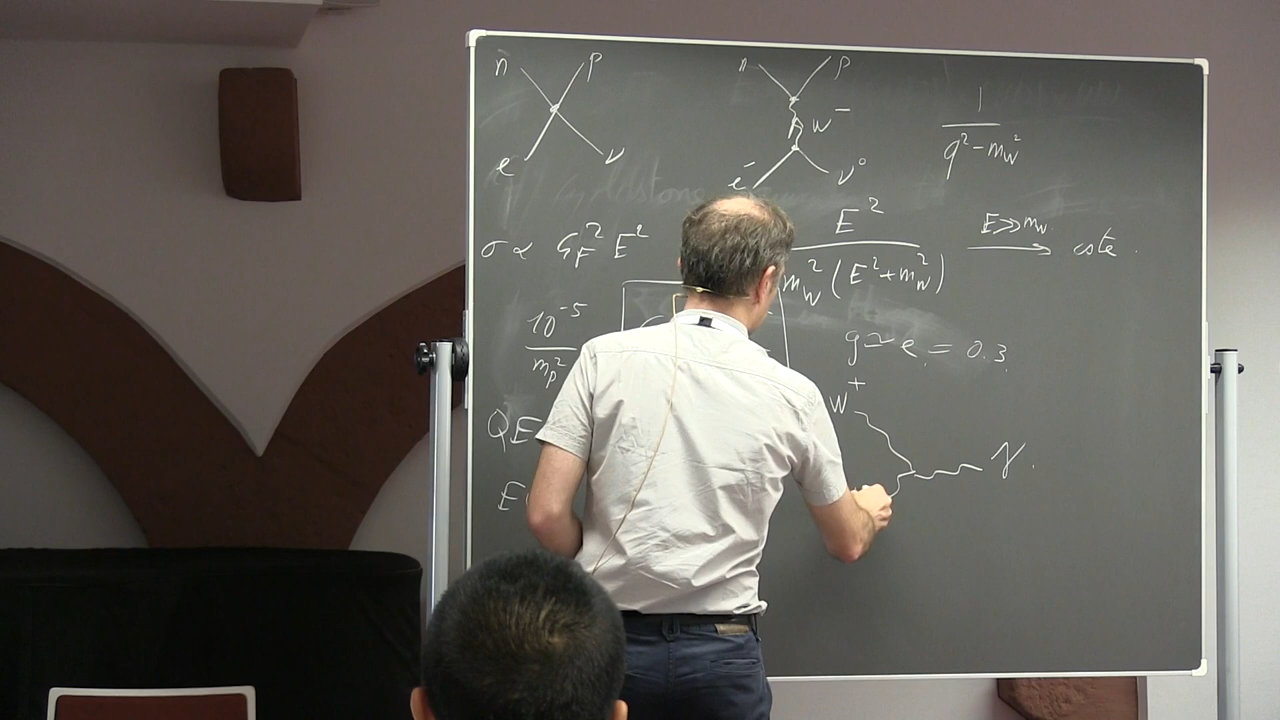 n p n p 1
W⁻ q² - m_W²
e ν e⁻ ν⁰
σ ∝ G_F² E² E² E≫m_W → cste.
m_W² (E² + m_W²)
10⁻⁵
m_p² g ~ e = 0.3
W⁺
QE
γ.